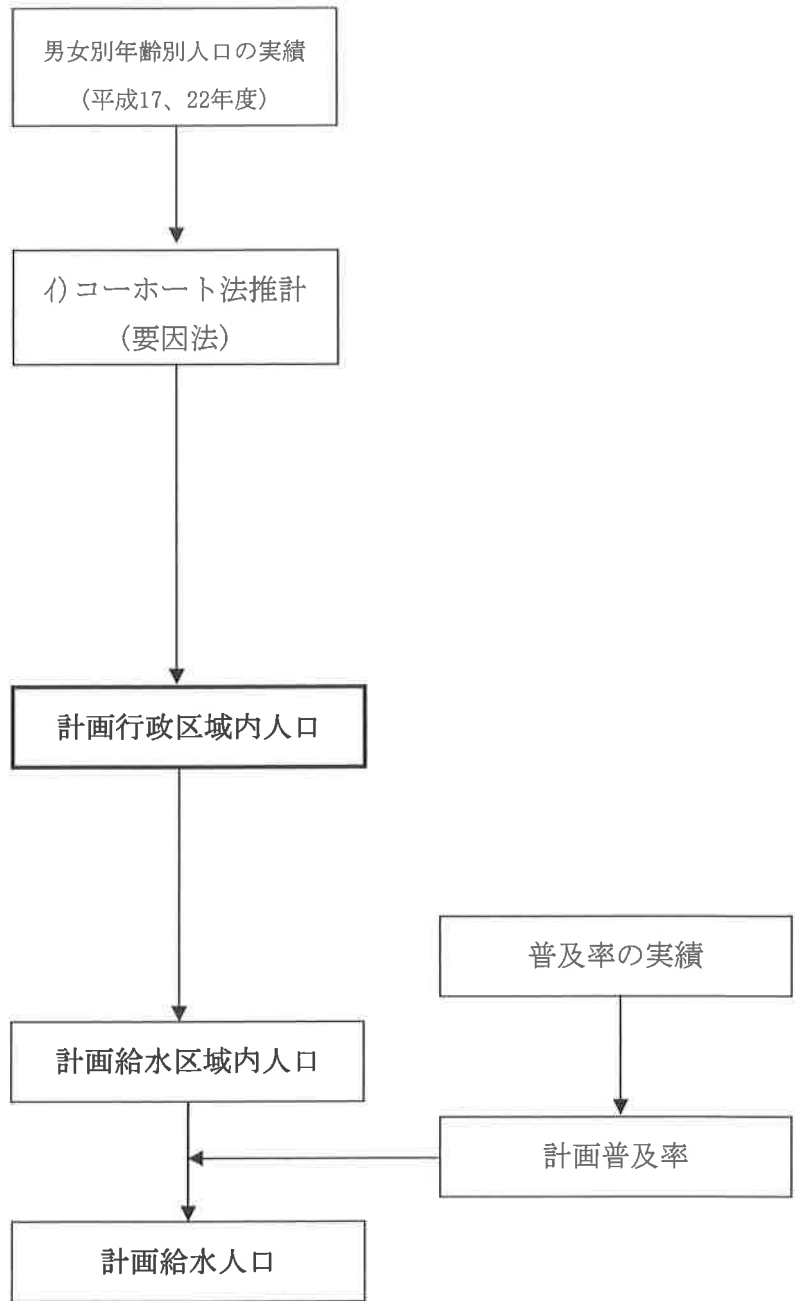 男女別年齢別人口の実績
(平成17、22年度)
イ)コーホート法推計
(要因法)
計画行政区域内人口
普及率の実績
計画給水区域内人口
計画普及率
計画給水人口